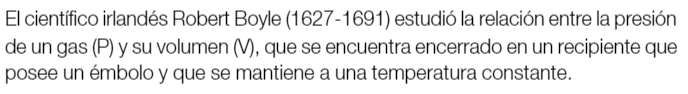 El científico irlandés Robert Boyle (1627-1691) estudió la relación entre la presión
de un gas (P) y su volumen (V), que se encuentra encerrado en un recipiente que
posee un émbolo y que se mantiene a una temperatura constante.